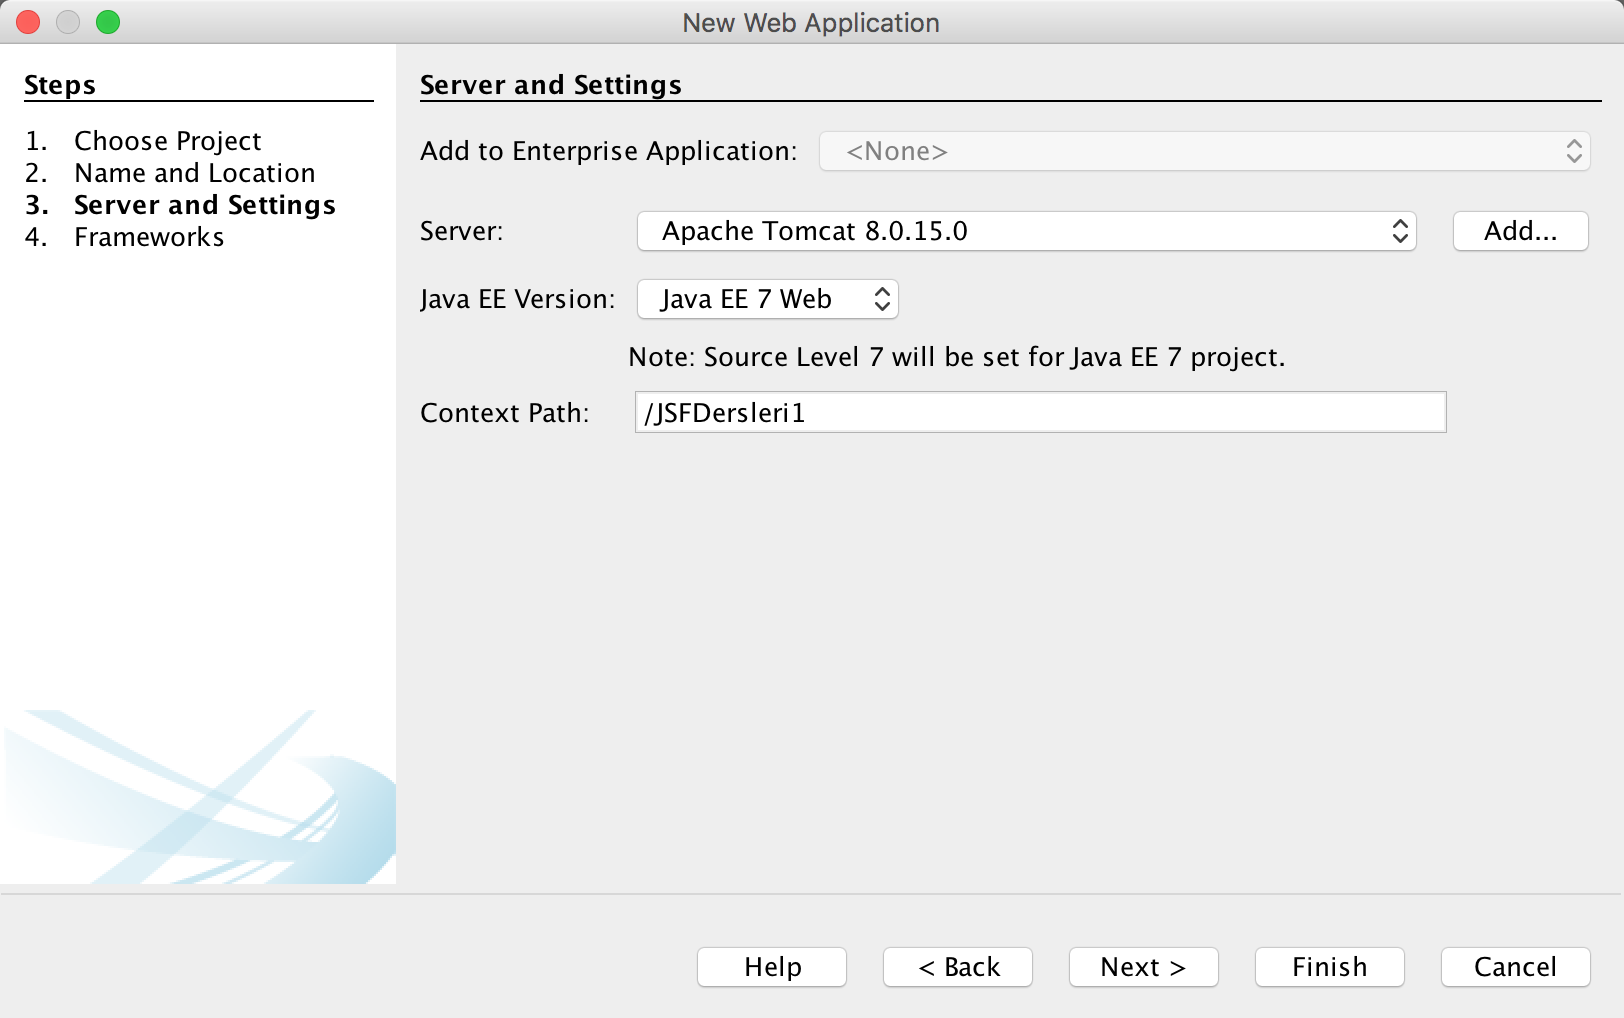 New Web Application
Steps
1. Choose Project
2. Name and Location
3. Server and Settings
4. Frameworks
Server and Settings
Add to Enterprise Application: <None>
Server: Apache Tomcat 8.0.15.0 Add...
Java EE Version: Java EE 7 Web
Note: Source Level 7 will be set for Java EE 7 project.
Context Path: /JSFDersleri1
Help < Back Next > Finish Cancel